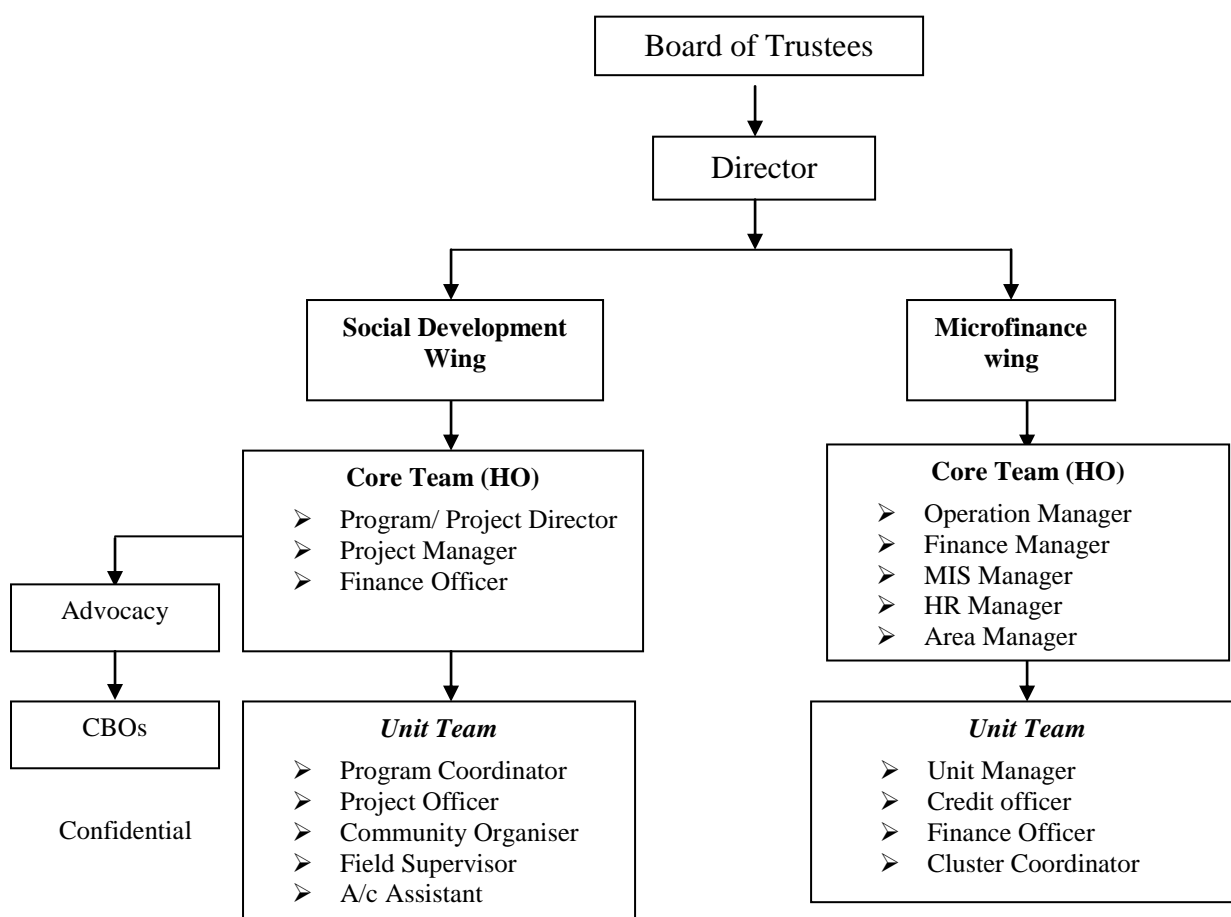 Board of Trustees
Director
Social Development
Wing
Microfinance
wing
Core Team (HO)
➢ Program/ Project Director
➢ Project Manager
➢ Finance Officer
Core Team (HO)
➢ Operation Manager
➢ Finance Manager
➢ MIS Manager
➢ HR Manager
➢ Area Manager
Advocacy
CBOs
Unit Team
➢ Program Coordinator
➢ Project Officer
➢ Community Organiser
➢ Field Supervisor
➢ A/c Assistant
Unit Team
➢ Unit Manager
➢ Credit officer
➢ Finance Officer
➢ Cluster Coordinator
Confidential